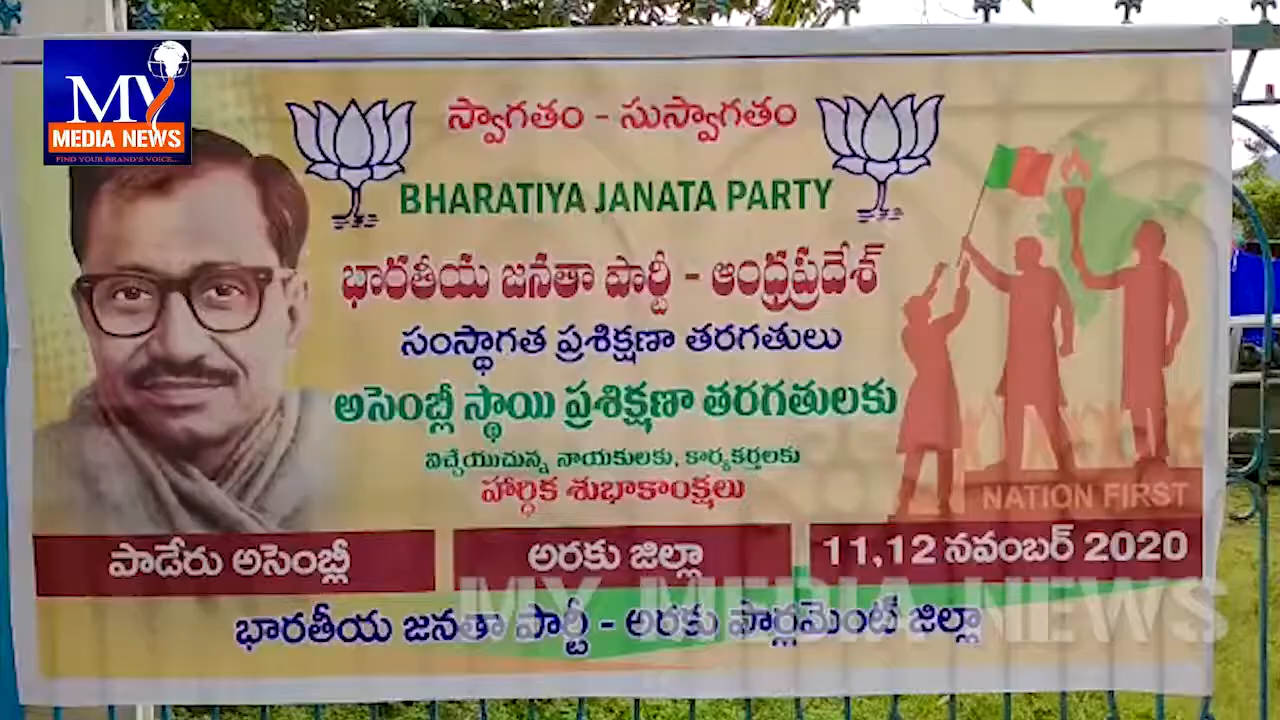 MY
MEDIA NEWS
FIND YOUR BRAND'S VOICE...
స్వాగతం - సుస్వాగతం
BHARATIYA JANATA PARTY
భారతీయ జనతా పార్టీ - ఆంధ్రప్రదేశ్
సంస్థాగత ప్రశిక్షణా తరగతులు
అసెంబ్లీ స్థాయి ప్రశిక్షణా తరగతులకు
విచ్చేయుచున్న నాయకులకు, కార్యకర్తలకు
హార్ధిక శుభాకాంక్షలు
NATION FIRST
పాడేరు అసెంబ్లీ
అరకు జిల్లా
11,12 నవంబర్ 2020
MY MEDIA NEWS
భారతీయ జనతా పార్టీ - అరకు పార్లమెంట్ జిల్లా